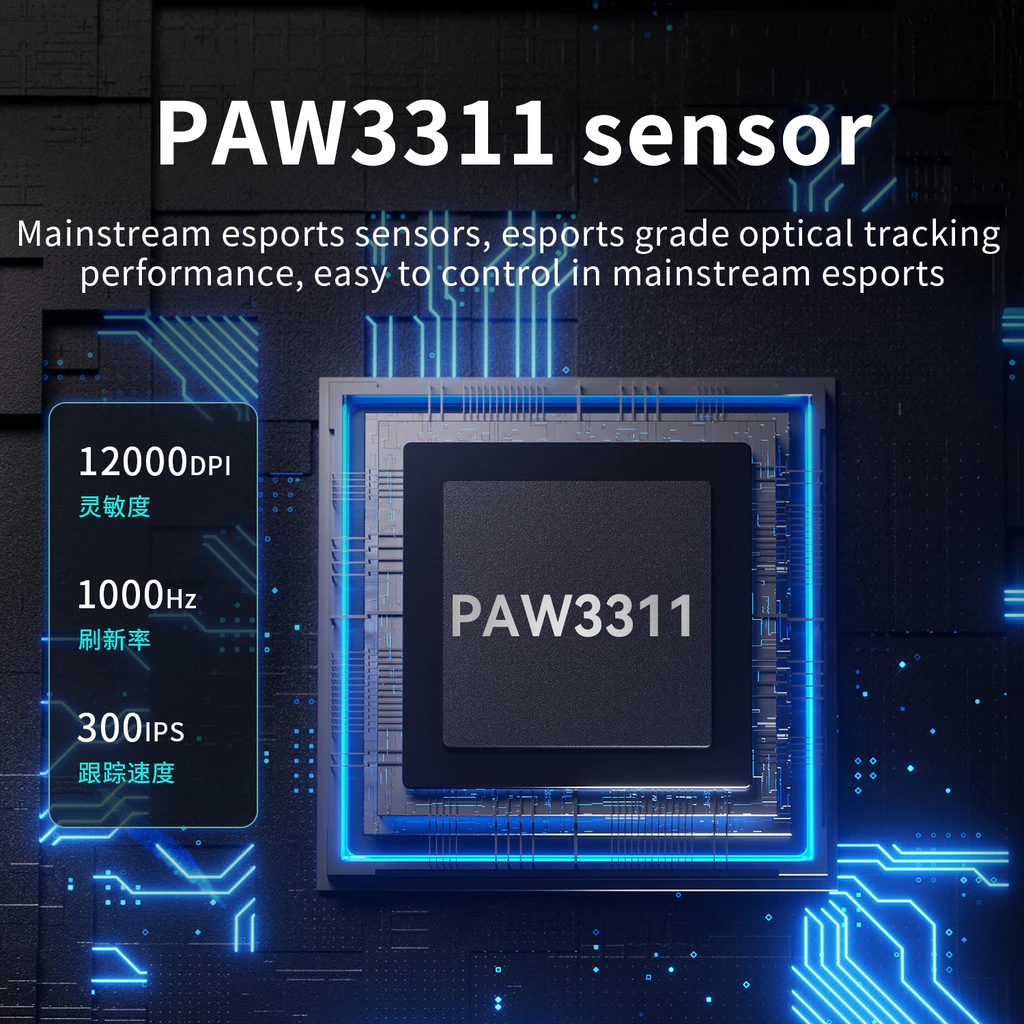 PAW3311 sensor
Mainstream esports sensors, esports grade optical tracking
performance, easy to control in mainstream esports
12000DPI
灵敏度
1000Hz
刷新率
300IPS
跟踪速度
PAW3311